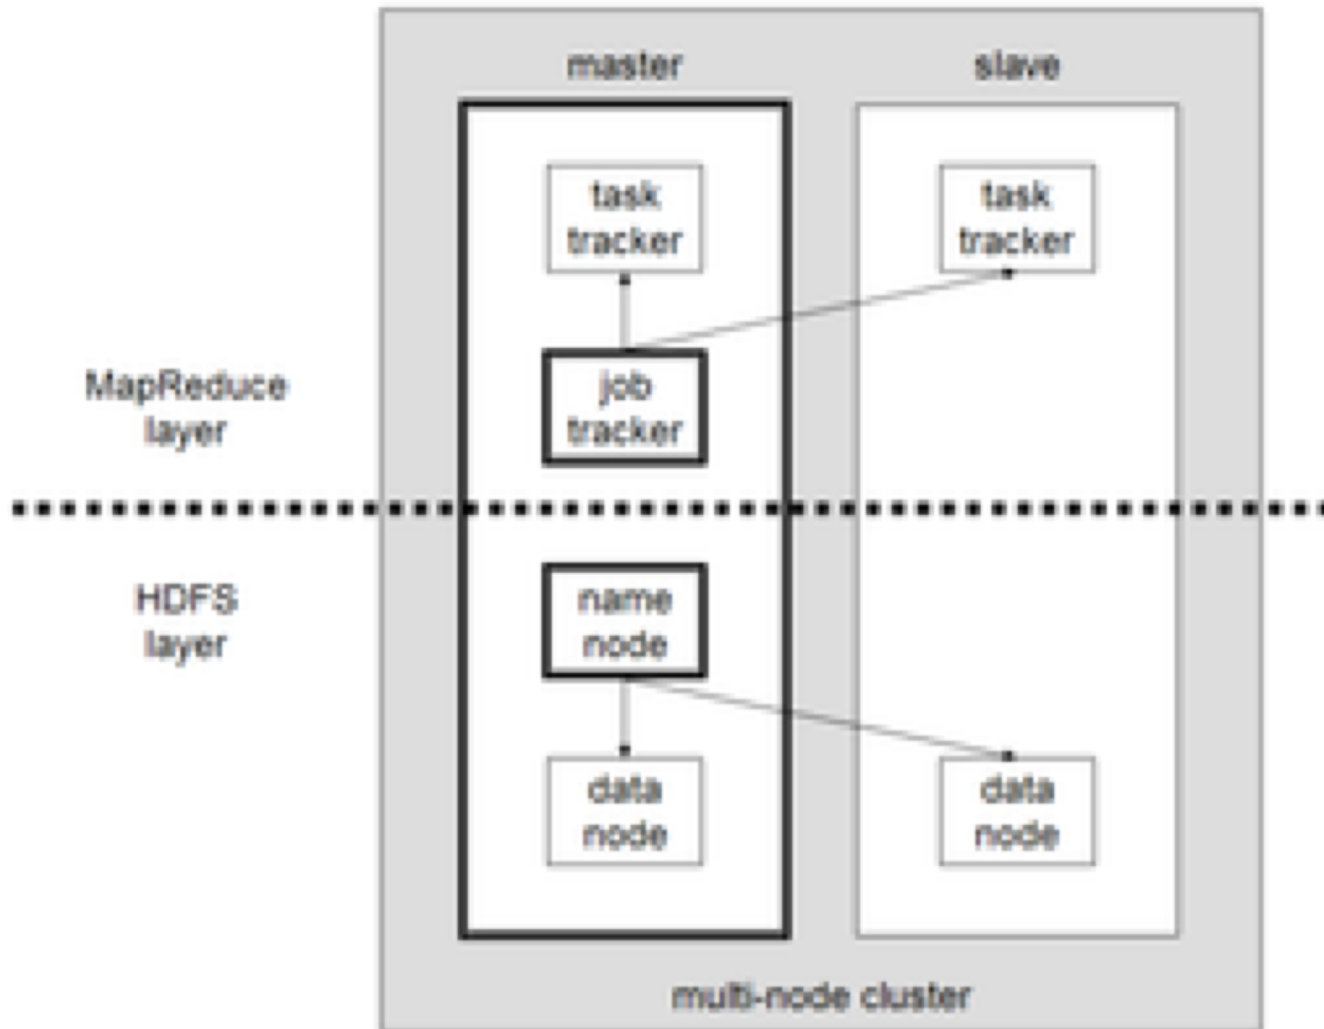 master
slave
task
tracker
task
tracker
MapReduce
layer
job
tracker
HDFS
layer
name
node
data
node
data
node
multi-node cluster